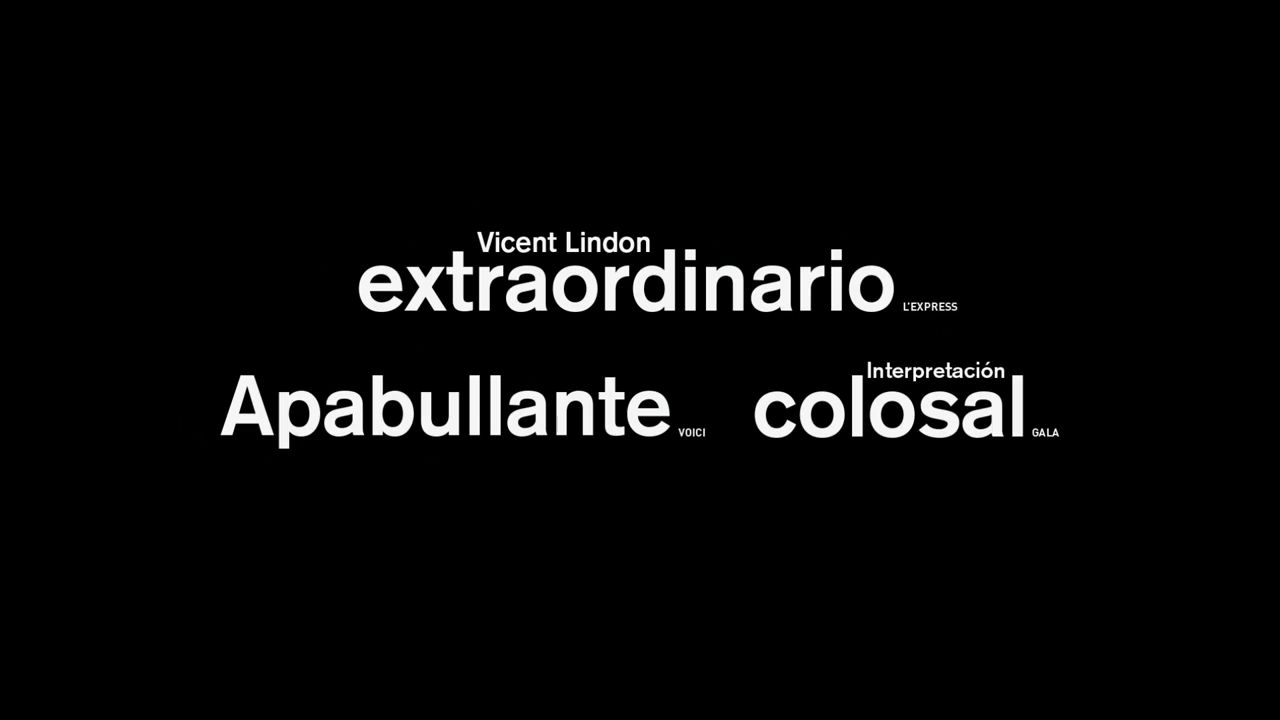 Vicent Lindon
extraordinario L'EXPRESS
Apabullante VOICI
Interpretación
colosal GALA